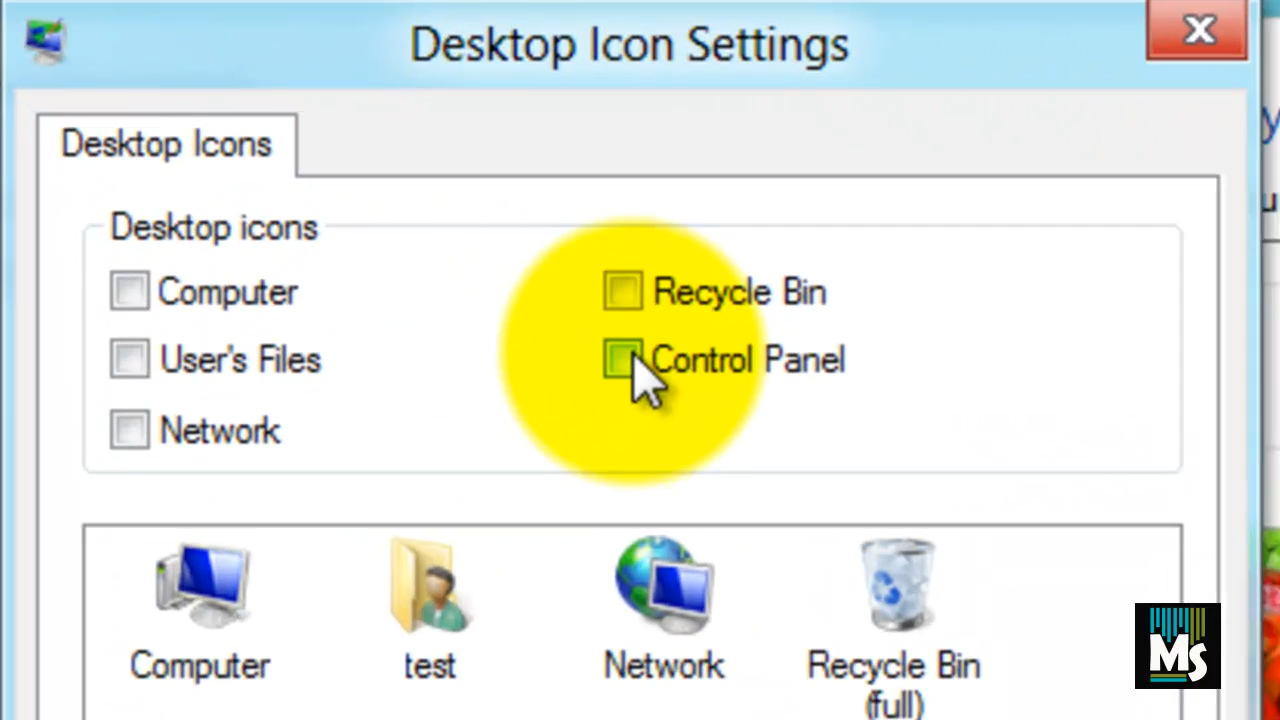 Desktop Icon Settings
x
Desktop Icons
Desktop icons
Computer
Recycle Bin
User's Files
Control Panel
Network
Computer
test
Network
Recycle Bin
(full)
Ms